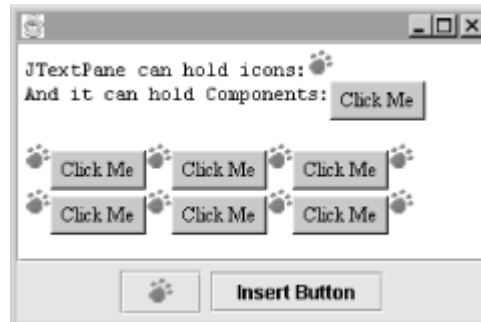 JTextPane can hold icons:
And it can hold Components: Click Me
Click Me Click Me Click Me
Click Me Click Me Click Me
Insert Button